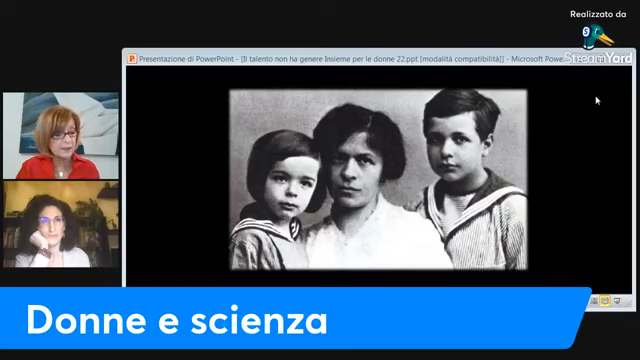 Realizzato da
StreamYard
Presentazione di PowerPoint - [Il talento non ha genere Insieme per le donne 22.ppt [modalità compatibilità]] - Microsoft Powe
Donne e scienza